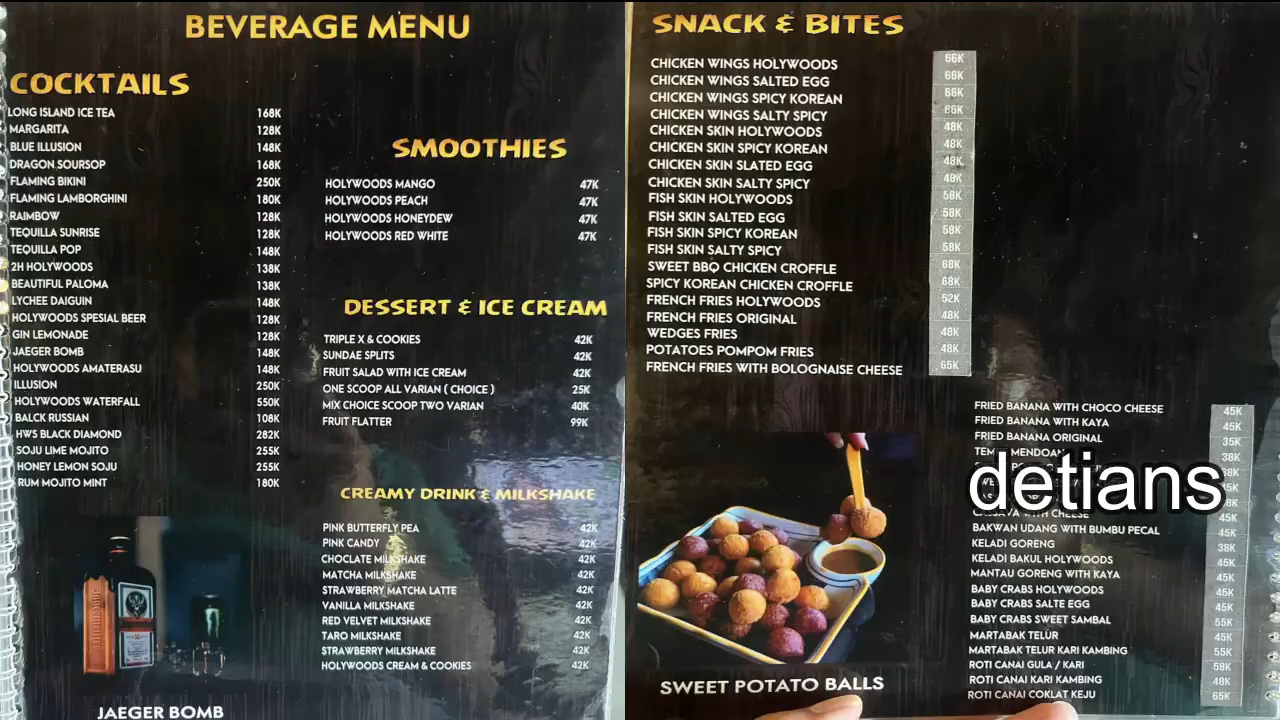 BEVERAGE MENU
COCKTAILS
LONG ISLAND ICE TEA 168K
MARGARITA 128K
BLUE ILLUSION 148K
DRAGON SOURSOP 168K
FLAMING BIKINI 250K
FLAMING LAMBORGHINI 180K
RAIMBOW 128K
TEQUILLA SUNRISE 128K
TEQUILLA POP 148K
2H HOLYWOODS 138K
BEAUTIFUL PALOMA 138K
LYCHEE DAIGUIN 148K
HOLYWOODS SPESIAL BEER 128K
GIN LEMONADE 128K
JAEGER BOMB 148K
HOLYWOODS AMATERASU 148K
ILLUSION 250K
HOLYWOODS WATERFALL 550K
BALCK RUSSIAN 108K
HWS BLACK DIAMOND 282K
SOJU LIME MOJITO 255K
HONEY LEMON SOJU 255K
RUM MOJITO MINT 180K
JAEGER BOMB
SMOOTHIES
HOLYWOODS MANGO 47K
HOLYWOODS PEACH 47K
HOLYWOODS HONEYDEW 47K
HOLYWOODS RED WHITE 47K
DESSERT & ICE CREAM
TRIPLE X & COOKIES 42K
SUNDAE SPLITS 42K
FRUIT SALAD WITH ICE CREAM 42K
ONE SCOOP ALL VARIAN ( CHOICE ) 25K
MIX CHOICE SCOOP TWO VARIAN 40K
FRUIT FLATTER 99K
CREAMY DRINK & MILKSHAKE
PINK BUTTERFLY PEA 42K
PINK CANDY 42K
CHOCLATE MILKSHAKE 42K
MATCHA MILKSHAKE 42K
STRAWBERRY MATCHA LATTE 42K
VANILLA MILKSHAKE 42K
RED VELVET MILKSHAKE 42K
TARO MILKSHAKE 42K
STRAWBERRY MILKSHAKE 42K
HOLYWOODS CREAM & COOKIES 42K
SNACK & BITES
CHICKEN WINGS HOLYWOODS 66K
CHICKEN WINGS SALTED EGG 66K
CHICKEN WINGS SPICY KOREAN 66K
CHICKEN WINGS SALTY SPICY 66K
CHICKEN SKIN HOLYWOODS 48K
CHICKEN SKIN SPICY KOREAN 48K
CHICKEN SKIN SLATED EGG 48K
CHICKEN SKIN SALTY SPICY 48K
FISH SKIN HOLYWOODS 58K
FISH SKIN SALTED EGG 58K
FISH SKIN SPICY KOREAN 58K
FISH SKIN SALTY SPICY 58K
SWEET BBQ CHICKEN CROFFLE 68K
SPICY KOREAN CHICKEN CROFFLE 68K
FRENCH FRIES HOLYWOODS 52K
FRENCH FRIES ORIGINAL 48K
WEDGES FRIES 48K
POTATOES POMPOM FRIES 48K
FRENCH FRIES WITH BOLOGNAISE CHEESE 65K
SWEET POTATO BALLS
FRIED BANANA WITH CHOCO CHEESE 45K
FRIED BANANA WITH KAYA 45K
FRIED BANANA ORIGINAL 35K
MENDOAN 38K
detians
WITH CHEESE 45K
BAKWAN UDANG WITH BUMBU PECAL 45K
KELADI GORENG 38K
KELADI BAKUL HOLYWOODS 45K
MANTAU GORENG WITH KAYA 45K
BABY CRABS HOLYWOODS 45K
BABY CRABS SALTE EGG 45K
BABY CRABS SWEET SAMBAL 55K
MARTABAK TELUR 45K
MARTABAK TELUR KARI KAMBING 55K
ROTI CANAI GULA / KARI 58K
ROTI CANAI KARI KAMBING 48K
ROTI CANAI COKLAT KEJU 65K